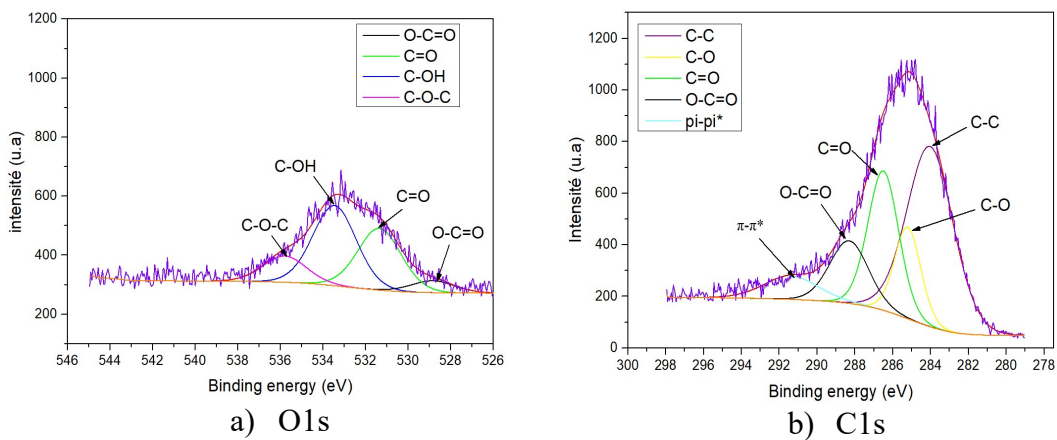 a)
1200
1000
800
600
400
intensité (u.a)
O-C=O
C=O
C-OH
C-O-C
C-OH
C=O
C-O-C
O-C=O
546 544 542 540 538 536 534 532 530 528 526
Binding energy (eV)
a) O1s
b)
1200
1000
800
600
400
200
0
Intensité (u.a)
C-C
C-O
C=O
O-C=O
pi-pi*
C-C
C=O
O-C=O
C-O
π-π*
300 298 296 294 292 290 288 286 284 282 280 278
Binding energy (eV)
b) C1s